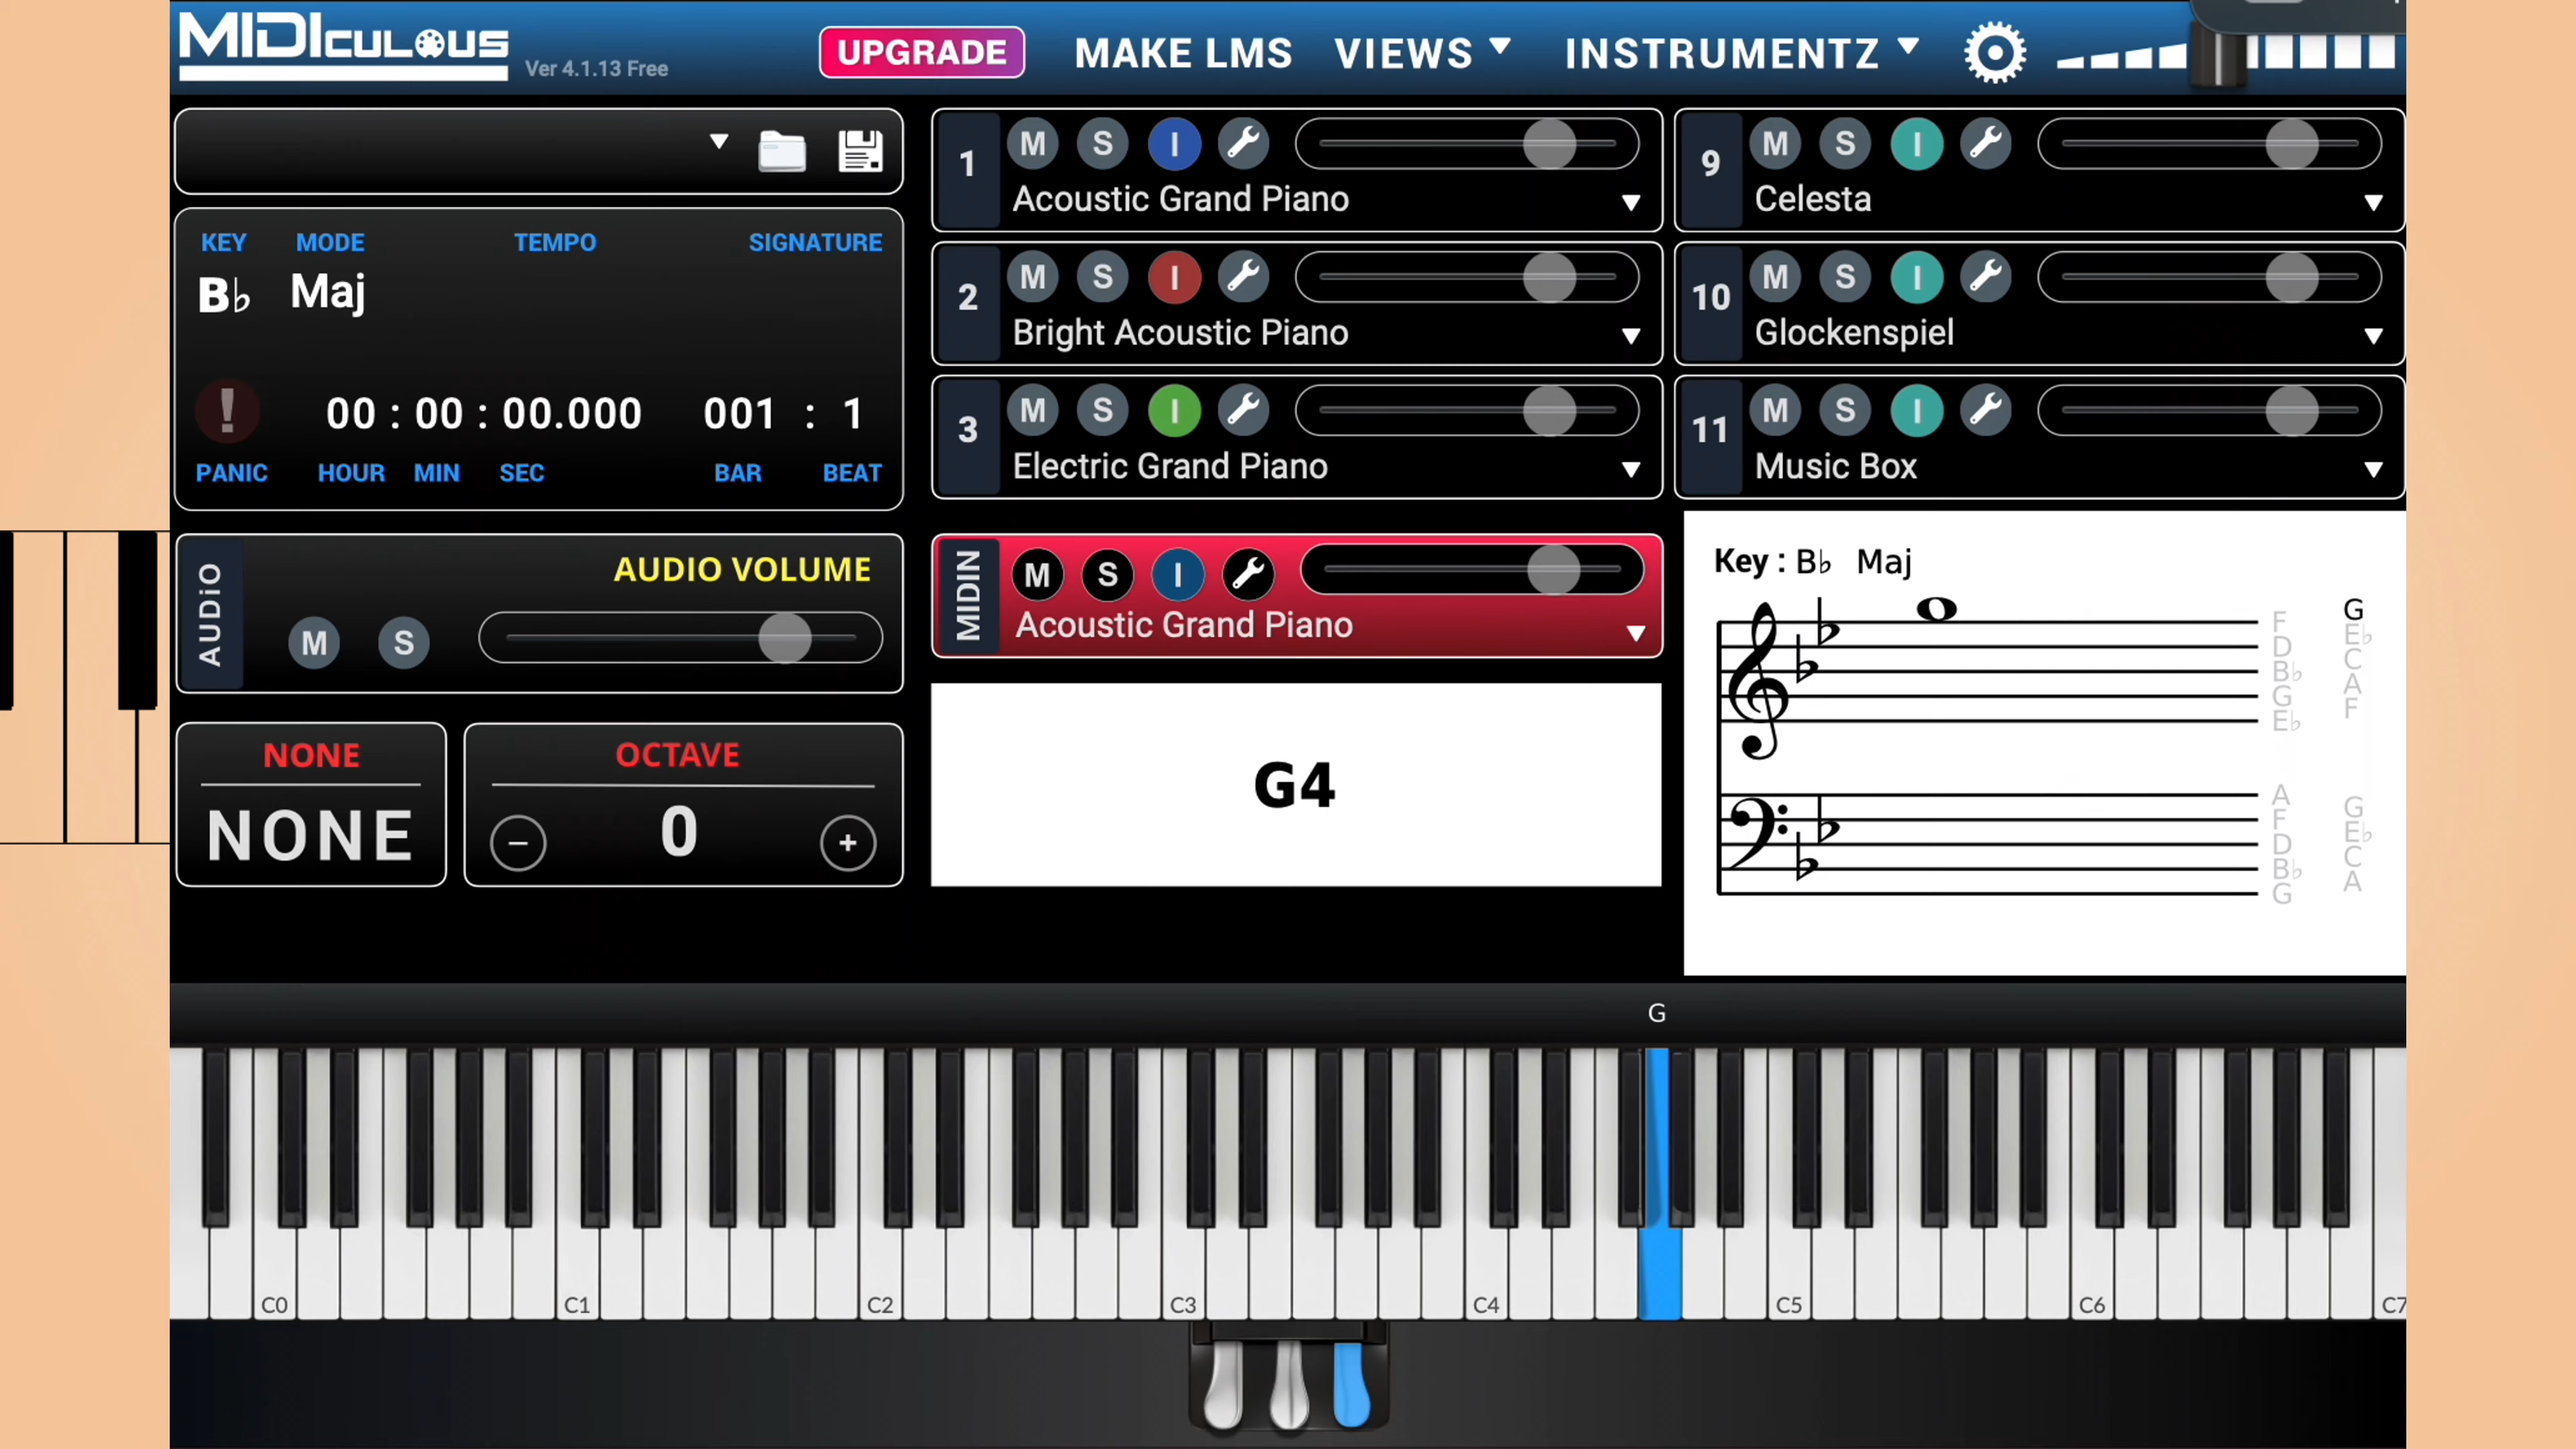 MIDIculous Ver 4.1.13 Free UPGRADE MAKE LMS VIEWS INSTRUMENTZ
KEY MODE TEMPO SIGNATURE
B♭ Maj
! 00 : 00 : 00.000 001 : 1
PANIC HOUR MIN SEC BAR BEAT
AUDiO
AUDIO VOLUME
M S
NONE
NONE
OCTAVE
− 0 +
1 M S I
Acoustic Grand Piano
2 M S I
Bright Acoustic Piano
3 M S I
Electric Grand Piano
9 M S I
Celesta
10 M S I
Glockenspiel
11 M S I
Music Box
MIDIN M S I
Acoustic Grand Piano
G4
Key : B♭ Maj
G
F
E♭
D
C
B♭
A
G
F
E♭
A
G
F
E♭
D
C
B♭
A
G
G
C0 C1 C2 C3 C4 C5 C6 C7